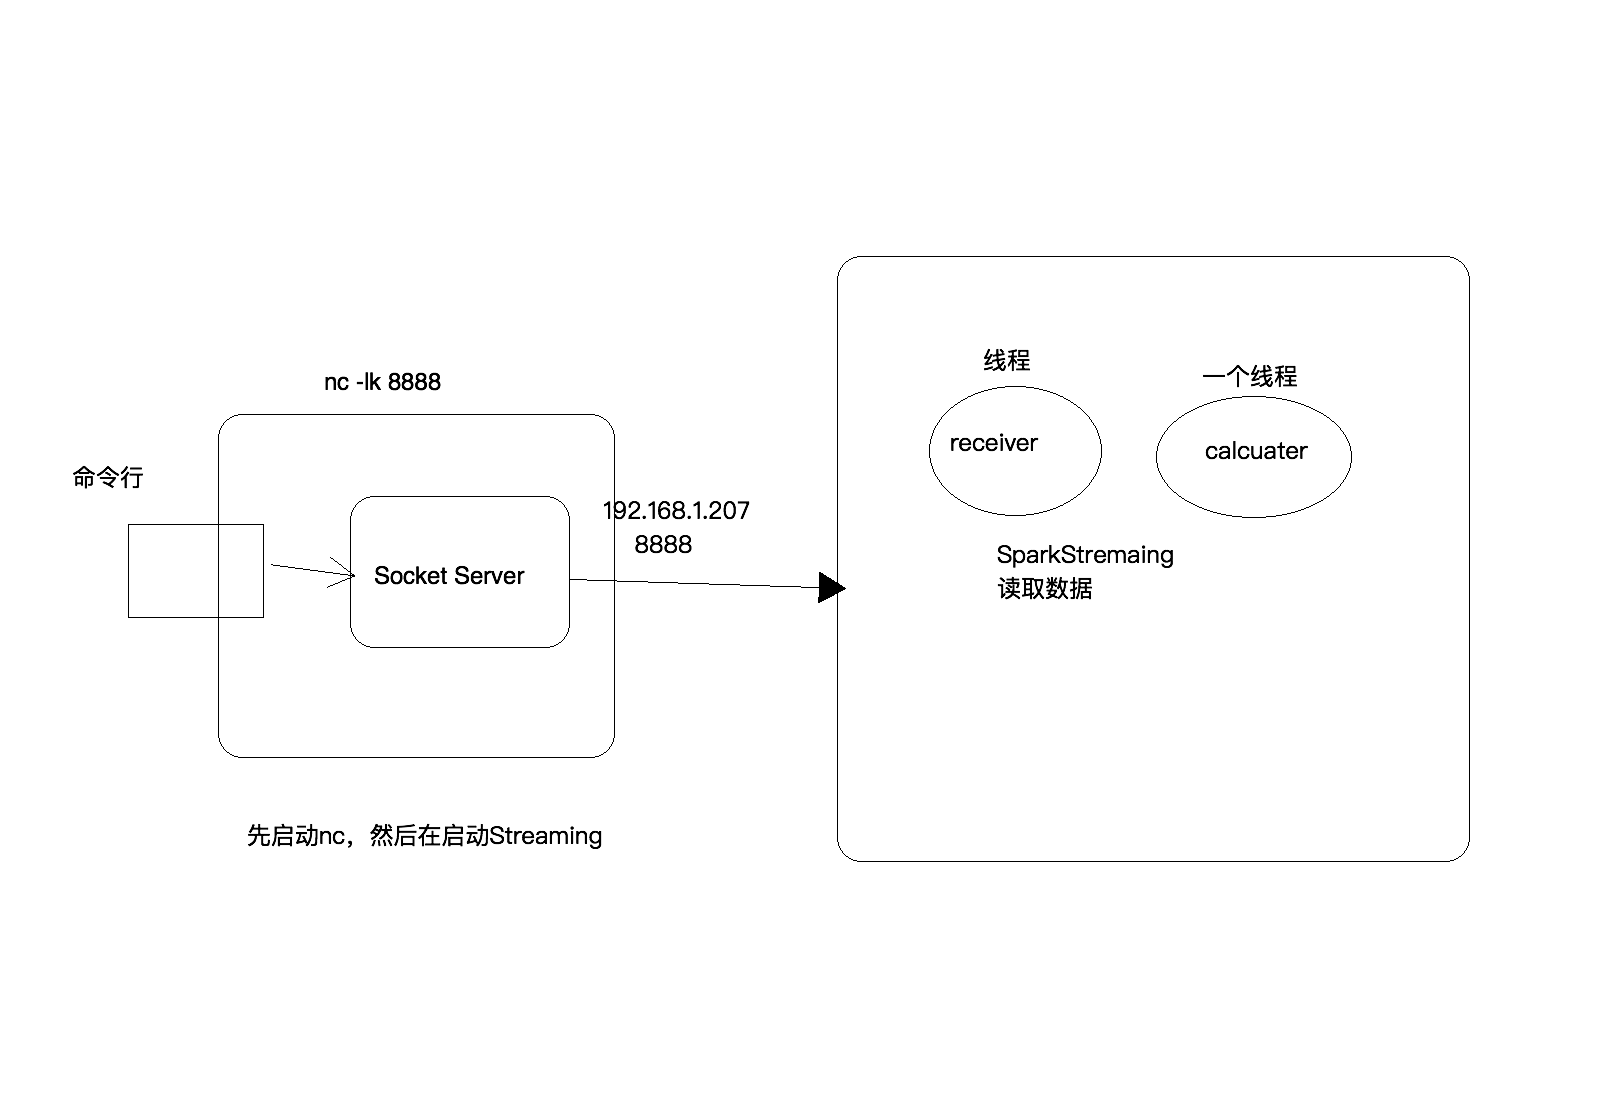 nc -lk 8888
命令行
Socket Server
192.168.1.207
8888
先启动nc，然后在启动Streaming
线程
一个线程
receiver
calcuater
SparkStremaing
读取数据